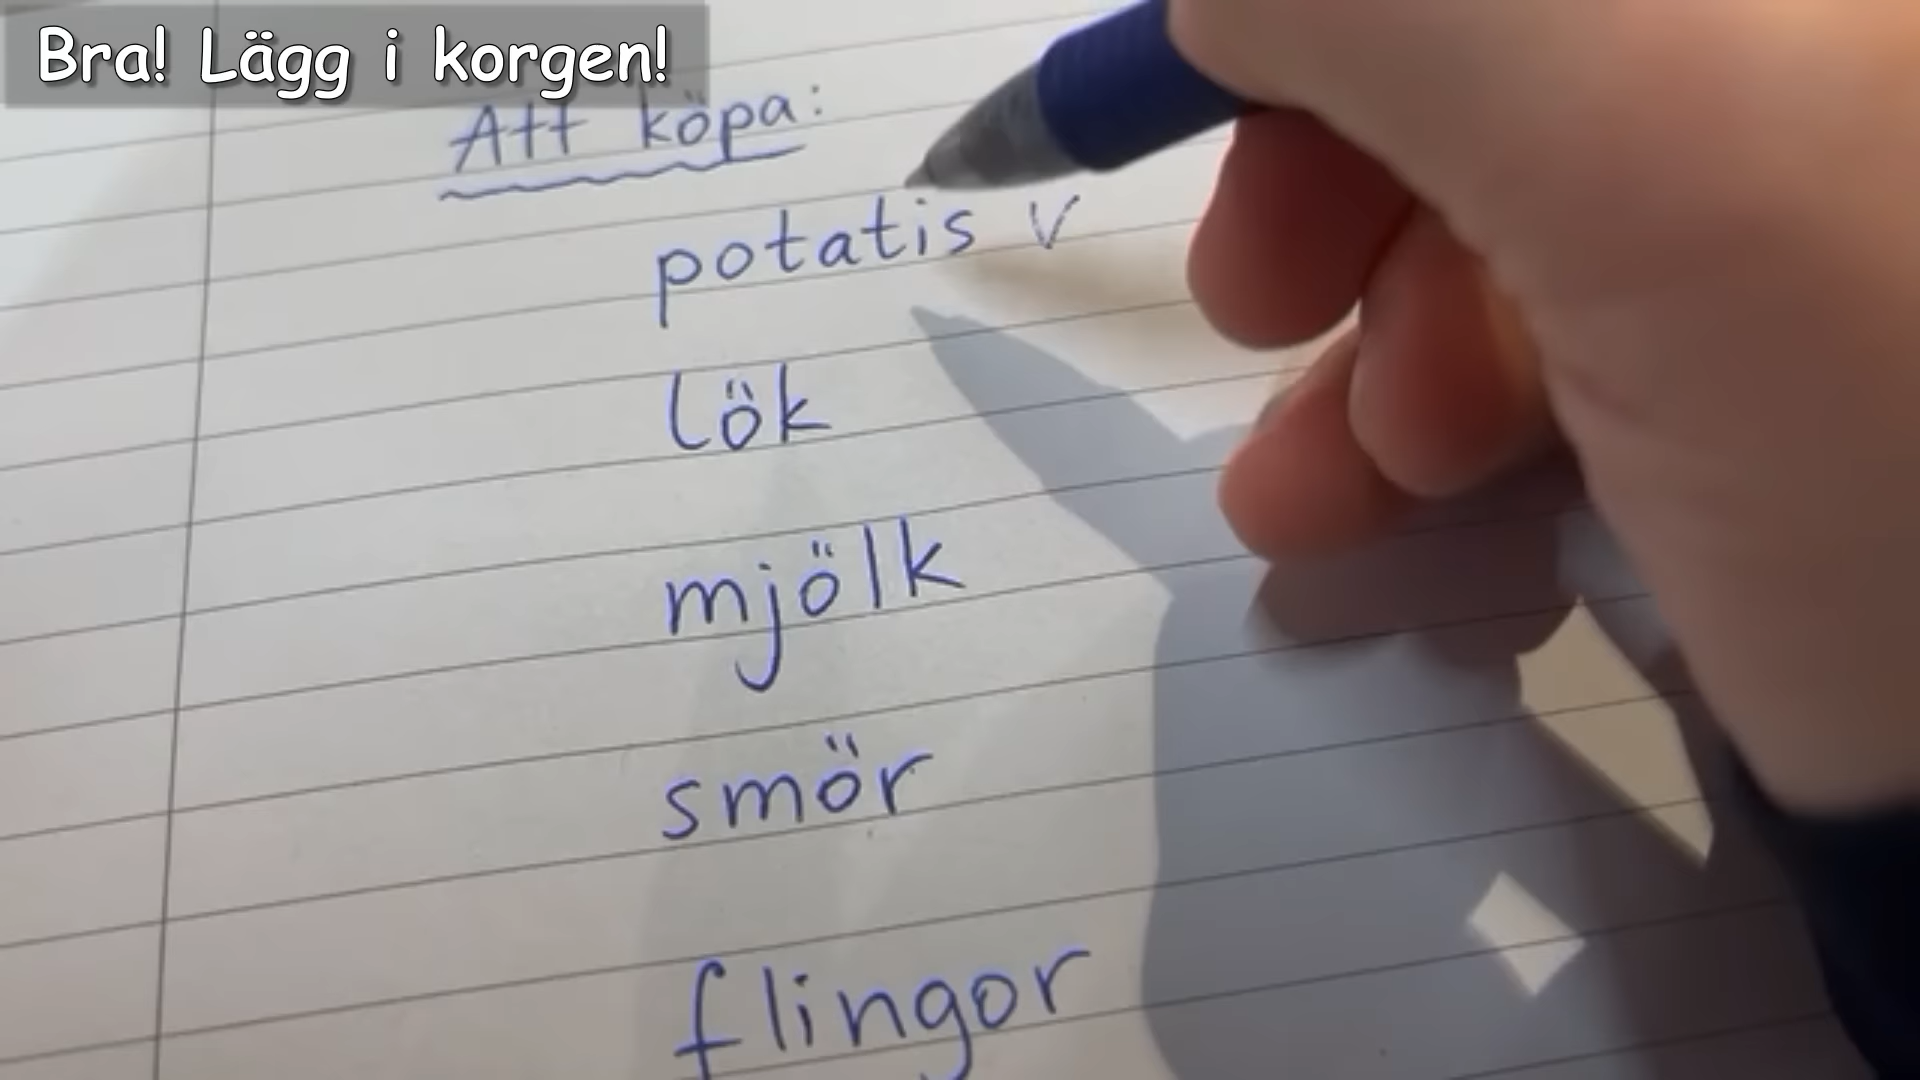 Bra! Lägg i korgen!
Att köpa:
potatis v
lök
mjölk
smör
flingor